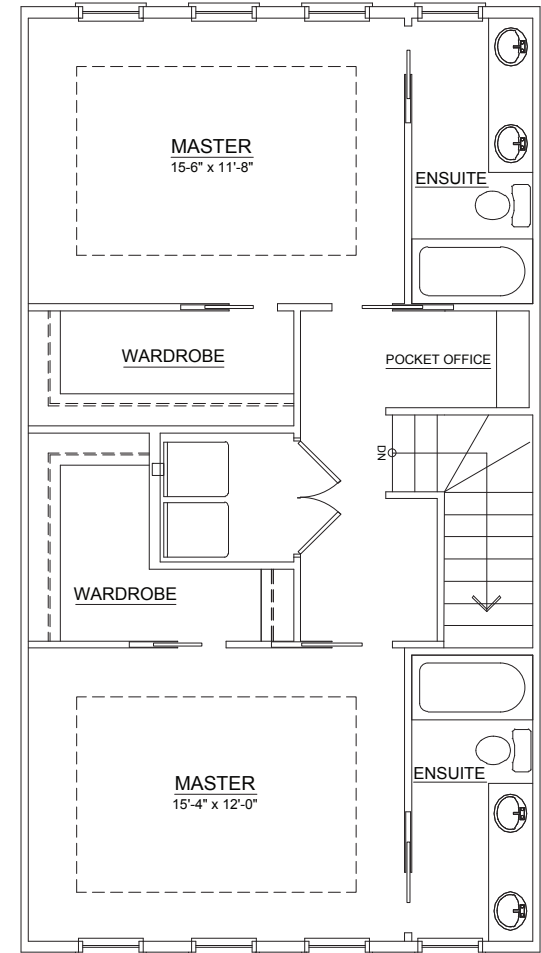 MASTER
15-6" x 11'-8"
ENSUITE
WARDROBE
POCKET OFFICE
DN
WARDROBE
MASTER
15'-4" x 12'-0"
ENSUITE